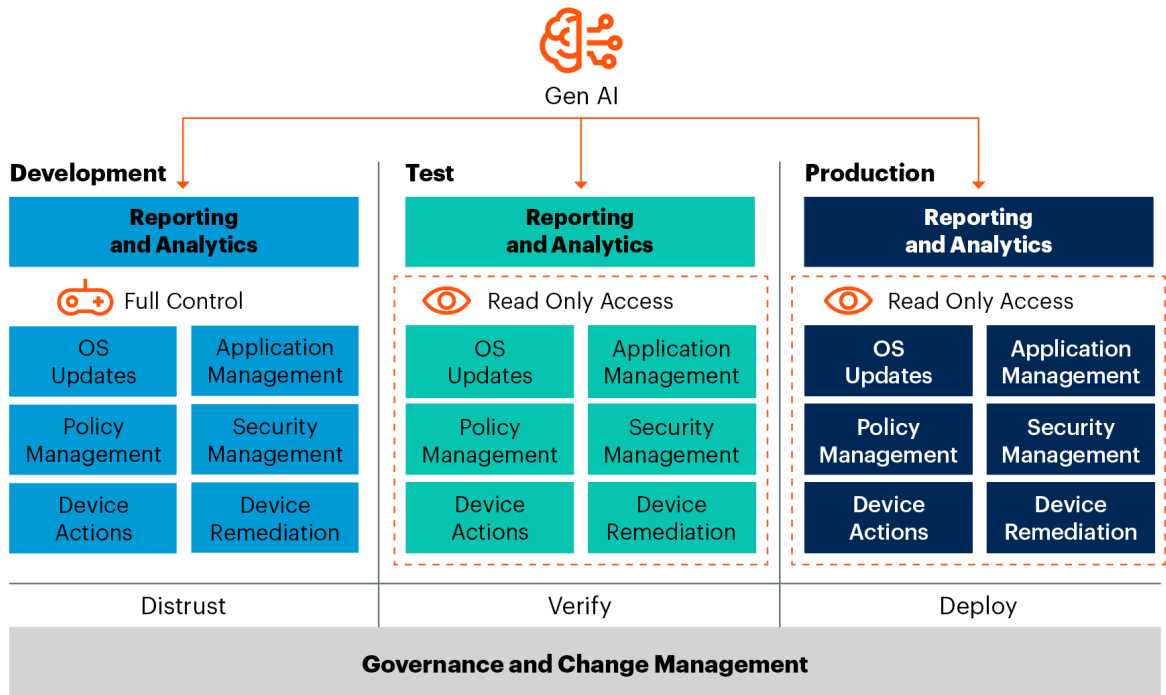 Gen AI
Development
Reporting
and Analytics
Full Control
OS
Updates
Application
Management
Policy
Management
Security
Management
Device
Actions
Device
Remediation
Distrust
Test
Reporting
and Analytics
Read Only Access
OS
Updates
Application
Management
Policy
Management
Security
Management
Device
Actions
Device
Remediation
Verify
Production
Reporting
and Analytics
Read Only Access
OS
Updates
Application
Management
Policy
Management
Security
Management
Device
Actions
Device
Remediation
Deploy
Governance and Change Management